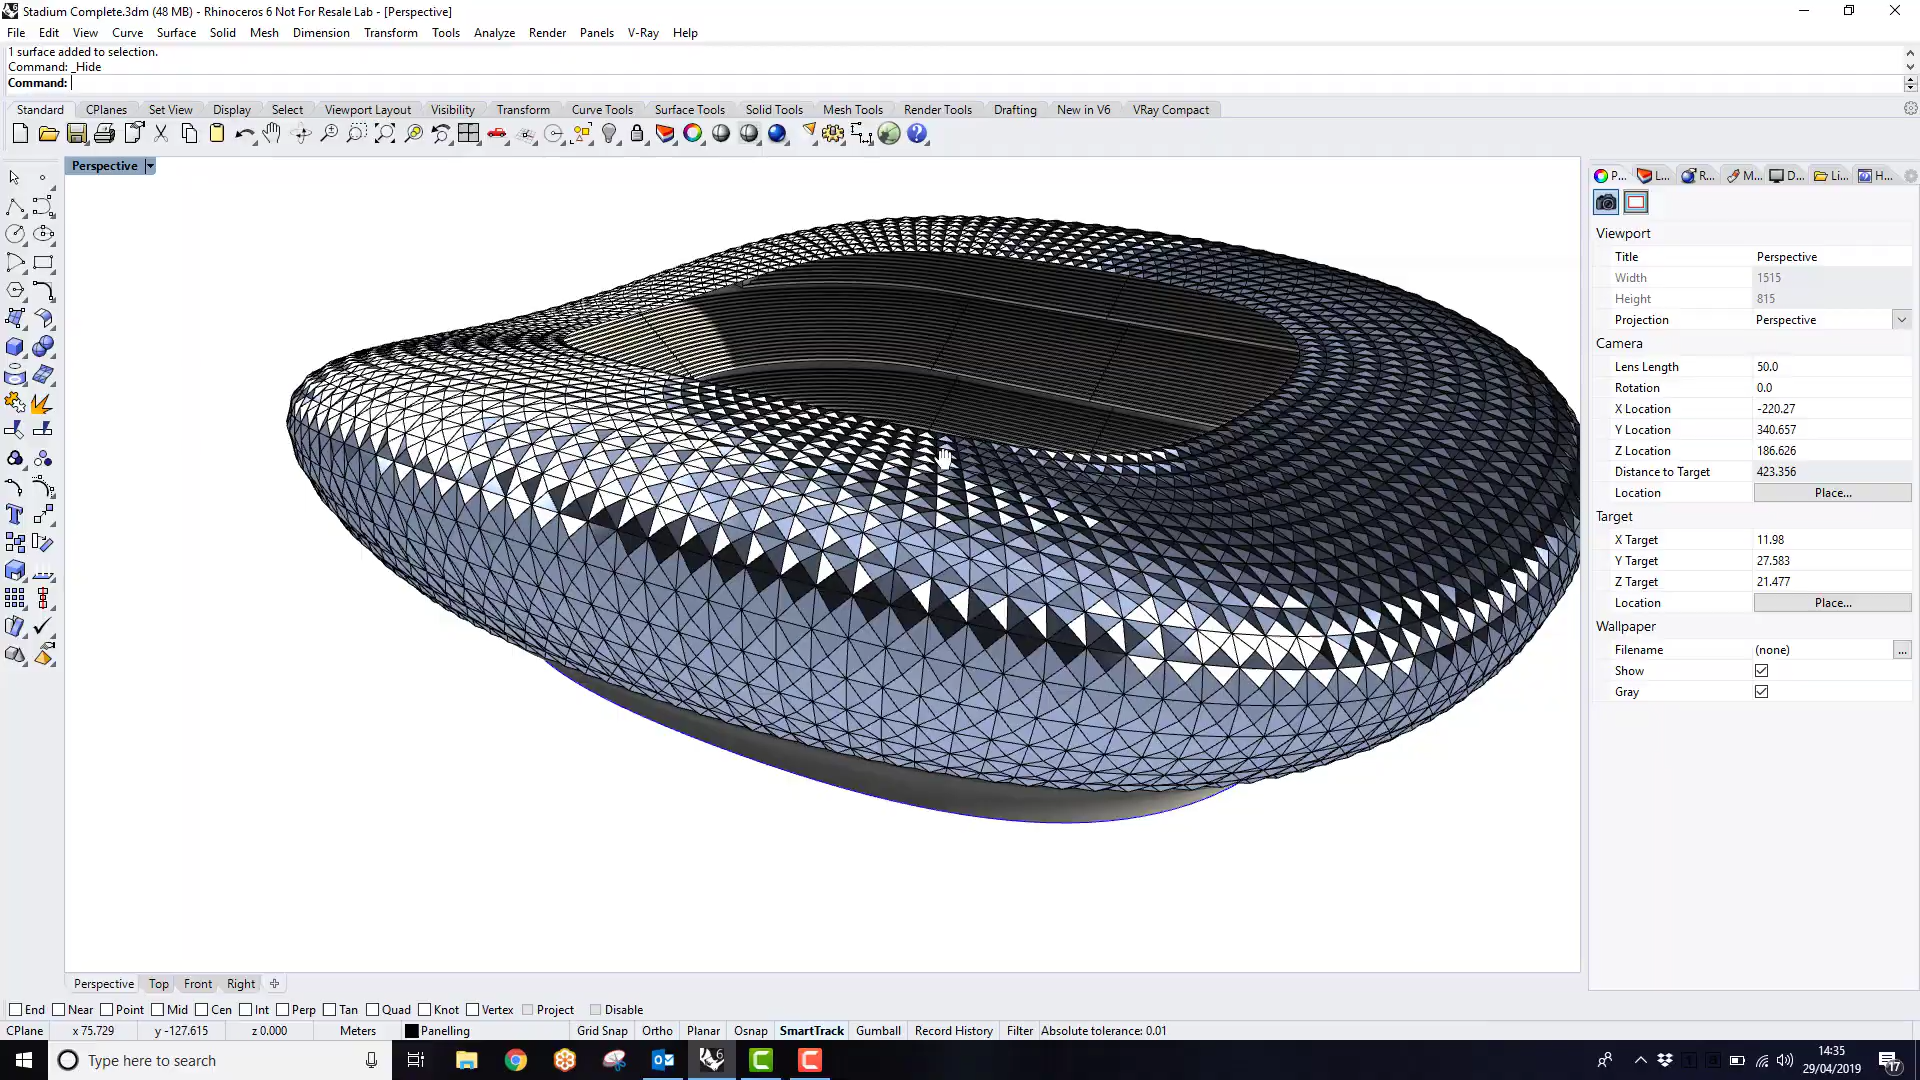 Stadium Complete.3dm (48 MB) - Rhinoceros 6 Not For Resale Lab - [Perspective]
File Edit View Curve Surface Solid Mesh Dimension Transform Tools Analyze Render Panels V-Ray Help
1 surface added to selection.
Command: _Hide
Command:
Standard CPlanes Set View Display Select Viewport Layout Visibility Transform Curve Tools Surface Tools Solid Tools Mesh Tools Render Tools Drafting New in V6 VRay Compact
Perspective
P... L... R... M... D... Li... H...
Viewport
Title Perspective
Width 1515
Height 815
Projection Perspective
Camera
Lens Length 50.0
Rotation 0.0
X Location -220.27
Y Location 340.657
Z Location 186.626
Distance to Target 423.356
Location Place...
Target
X Target 11.98
Y Target 27.583
Z Target 21.477
Location Place...
Wallpaper
Filename (none) ...
Show
Gray
Perspective Top Front Right
End Near Point Mid Cen Int Perp Tan Quad Knot Vertex Project Disable
CPlane x 75.729 y -127.615 z 0.000 Meters Panelling Grid Snap Ortho Planar Osnap SmartTrack Gumball Record History Filter Absolute tolerance: 0.01
Type here to search
14:35
29/04/2019
17